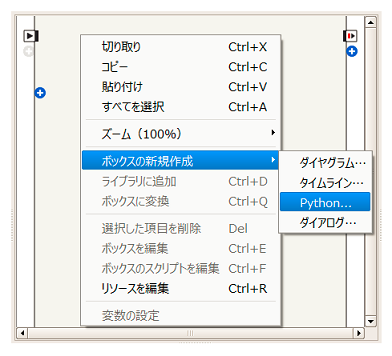 切り取り Ctrl+X
コピー Ctrl+C
貼り付け Ctrl+V
すべてを選択 Ctrl+A
ズーム（100%）
ボックスの新規作成
ライブラリに追加 Ctrl+D
ボックスに変換 Ctrl+Q
選択した項目を削除 Del
ボックスを編集 Ctrl+E
ボックスのスクリプトを編集 Ctrl+F
リソースを編集 Ctrl+R
変数の設定
ダイヤグラム…
タイムライン…
Python...
ダイアログ…